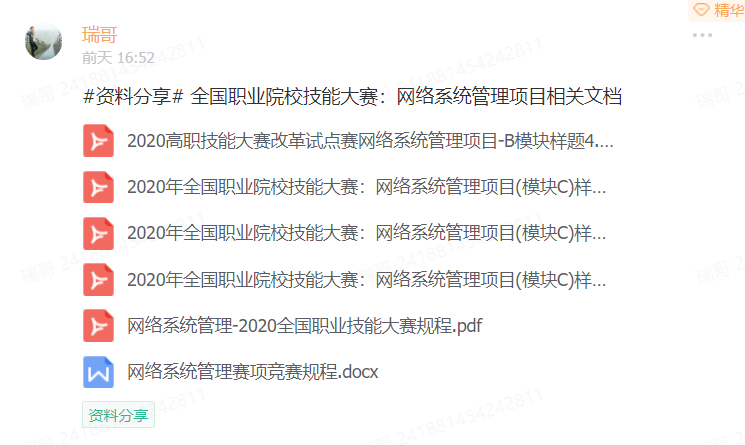 精华
瑞哥
前天 16:52
#资料分享# 全国职业院校技能大赛：网络系统管理项目相关文档
2020高职技能大赛改革试点赛网络系统管理项目-B模块样题4....
2020年全国职业院校技能大赛：网络系统管理项目(模块C)样...
2020年全国职业院校技能大赛：网络系统管理项目(模块C)样...
2020年全国职业院校技能大赛：网络系统管理项目(模块C)样...
网络系统管理-2020全国职业技能大赛规程.pdf
网络系统管理赛项竞赛规程.docx
资料分享
瑞哥 241881454242811